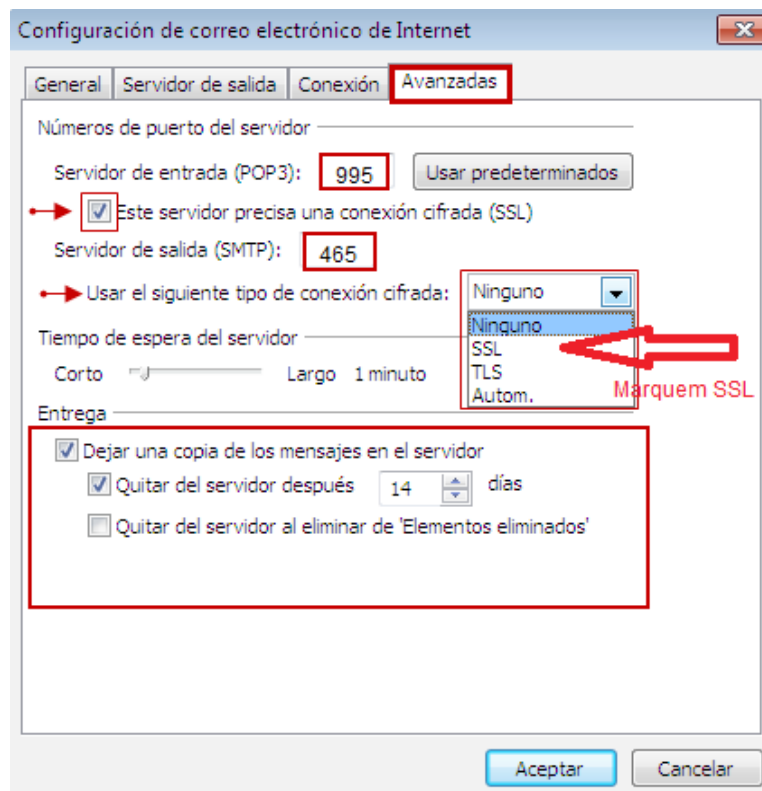 Configuración de correo electrónico de Internet
General Servidor de salida Conexión Avanzadas
Números de puerto del servidor
Servidor de entrada (POP3): 995 Usar predeterminados
Este servidor precisa una conexión cifrada (SSL)
Servidor de salida (SMTP): 465
Usar el siguiente tipo de conexión cifrada: Ninguno
Ninguno
SSL
TLS
Autom.
Marquem SSL
Tiempo de espera del servidor
Corto Largo 1 minuto
Entrega
Dejar una copia de los mensajes en el servidor
Quitar del servidor después 14 días
Quitar del servidor al eliminar de 'Elementos eliminados'
Aceptar Cancelar